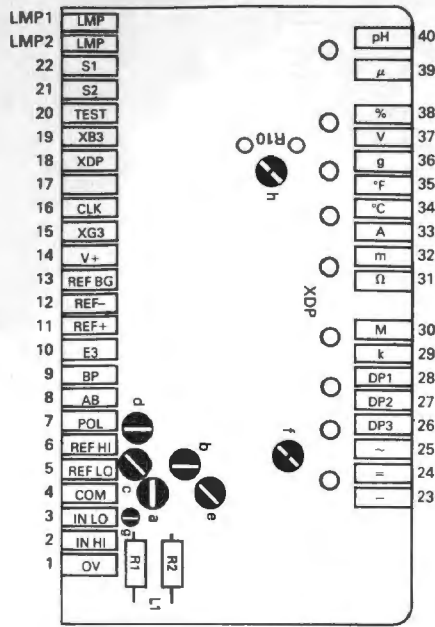 LMP1 LMP
LMP2 LMP
22 S1
21 S2
20 TEST
19 XB3
18 XDP
17
16 CLK
15 XG3
14 V+
13 REF BG
12 REF–
11 REF+
10 E3
9 BP
8 AB
7 POL
6 REF HI
5 REF LO
4 COM
3 IN LO
2 IN HI
1 OV
pH 40
μ 39
% 38
V 37
g 36
°F 35
°C 34
A 33
m 32
Ω 31
M 30
k 29
DP1 28
DP2 27
DP3 26
~ 25
= 24
– 23
R10
h
XDP
d
b
f
c
a
e
g
R1
R2
L1